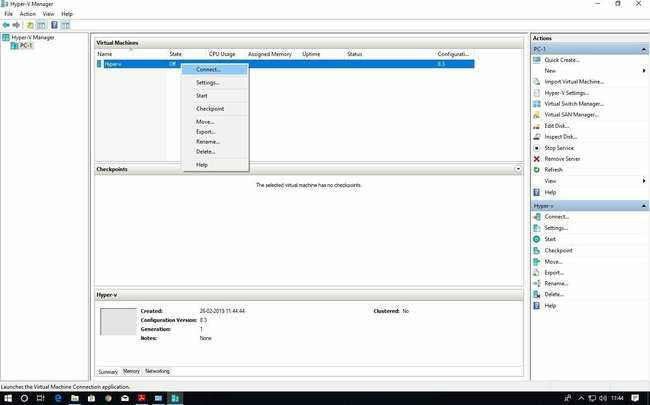 Hyper-V Manager
File Action View Help
Hyper-V Manager
PC-1
Virtual Machines
Name State CPU Usage Assigned Memory Uptime Status Configurati...
Hyper-v Off 8.3
Connect...
Settings...
Start
Checkpoint
Move...
Export...
Rename...
Delete...
Help
Checkpoints
The selected virtual machine has no checkpoints.
Hyper-v
Created: 26-02-2019 11:44:44 Clustered: No
Configuration Version: 8.3
Generation: 1
Notes: None
Summary Memory Networking
Actions
PC-1
Quick Create...
New
Import Virtual Machine...
Hyper-V Settings...
Virtual Switch Manager...
Virtual SAN Manager...
Edit Disk...
Inspect Disk...
Stop Service
Remove Server
Refresh
View
Help
Hyper-v
Connect...
Settings...
Start
Checkpoint
Move...
Export...
Rename...
Delete...
Help
Launches the Virtual Machine Connection application.
11:44